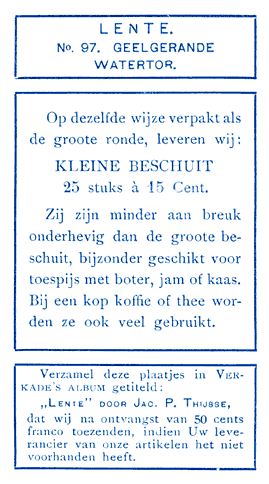 LENTE.
No. 97. GEELGERANDE
WATERTOR.
Op dezelfde wijze verpakt als
de groote ronde, leveren wij:
KLEINE BESCHUIT
25 stuks à 15 Cent.
Zij zijn minder aan breuk
onderhevig dan de groote be-
schuit, bijzonder geschikt voor
toespijs met boter, jam of kaas.
Bij een kop koffie of thee wor-
den ze ook veel gebruikt.
Verzamel deze plaatjes in VER-
KADE'S ALBUM getiteld:
„LENTE" DOOR JAC. P. THIJSSE,
dat wij na ontvangst van 50 cents
franco toezenden, indien Uw leve-
rancier van onze artikelen het niet
voorhanden heeft.